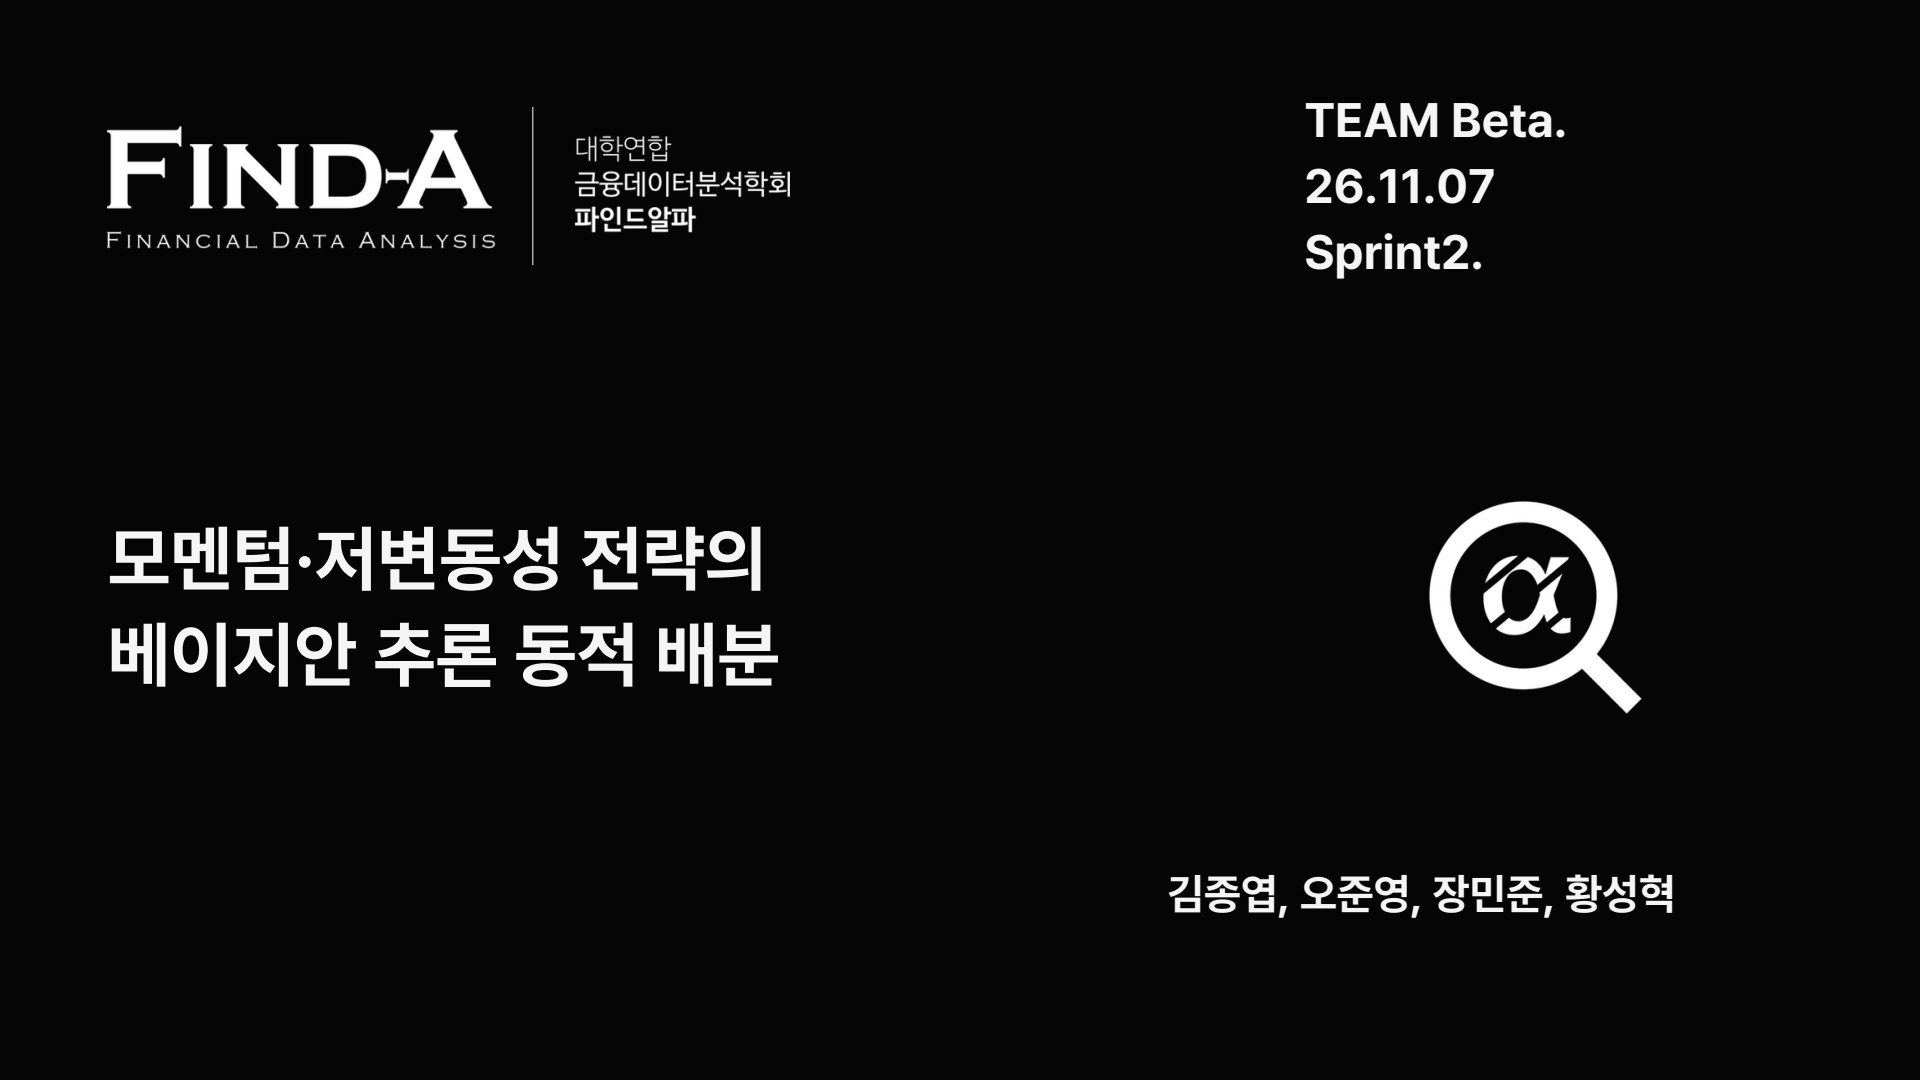 FIND-A
FINANCIAL DATA ANALYSIS
대학연합
금융데이터분석학회
파인드알파
TEAM Beta.
26.11.07
Sprint2.
모멘텀·저변동성 전략의
베이지안 추론 동적 배분
α
김종엽, 오준영, 장민준, 황성혁